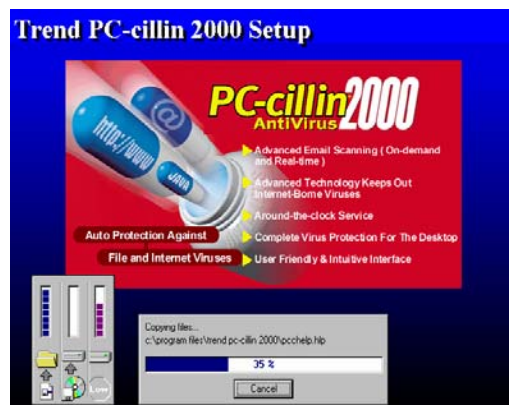 Trend PC-cillin 2000 Setup
PC-cillin 2000
AntiVirus
@
http://www
JAVA
Advanced Email Scanning ( On-demand
and Real-time )
Advanced Technology Keeps Out
Internet-Borne Viruses
Around-the-clock Service
Complete Virus Protection For The Desktop
User Friendly & Intuitive Interface
Auto Protection Against
File and Internet Viruses
Copying files...
c:\program files\trend pc-cillin 2000\pcchelp.hlp
35 %
Cancel
Low